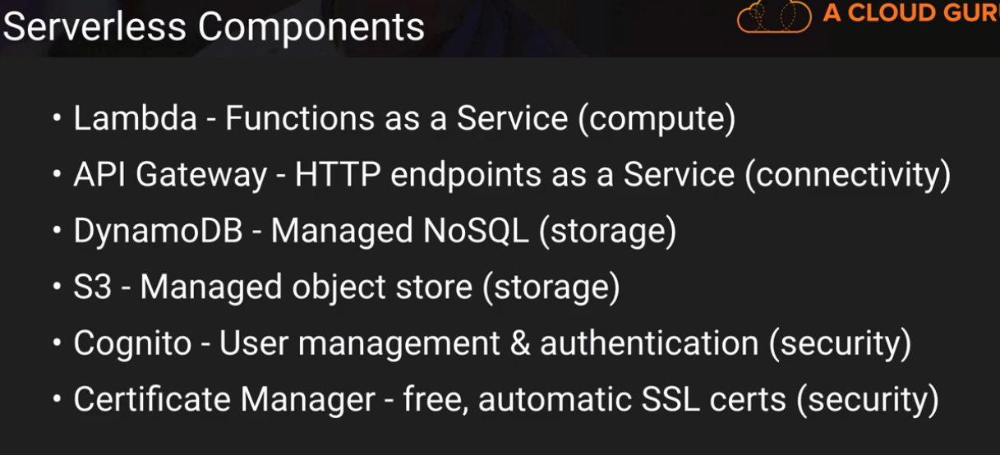 Serverless Components
A CLOUD GUR
• Lambda - Functions as a Service (compute)
• API Gateway - HTTP endpoints as a Service (connectivity)
• DynamoDB - Managed NoSQL (storage)
• S3 - Managed object store (storage)
• Cognito - User management & authentication (security)
• Certificate Manager - free, automatic SSL certs (security)